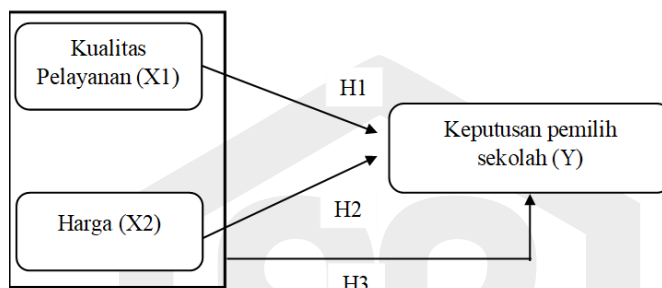 Kualitas
Pelayanan (X1)
H1
Keputusan pemilih
sekolah (Y)
Harga (X2)
H2
H3